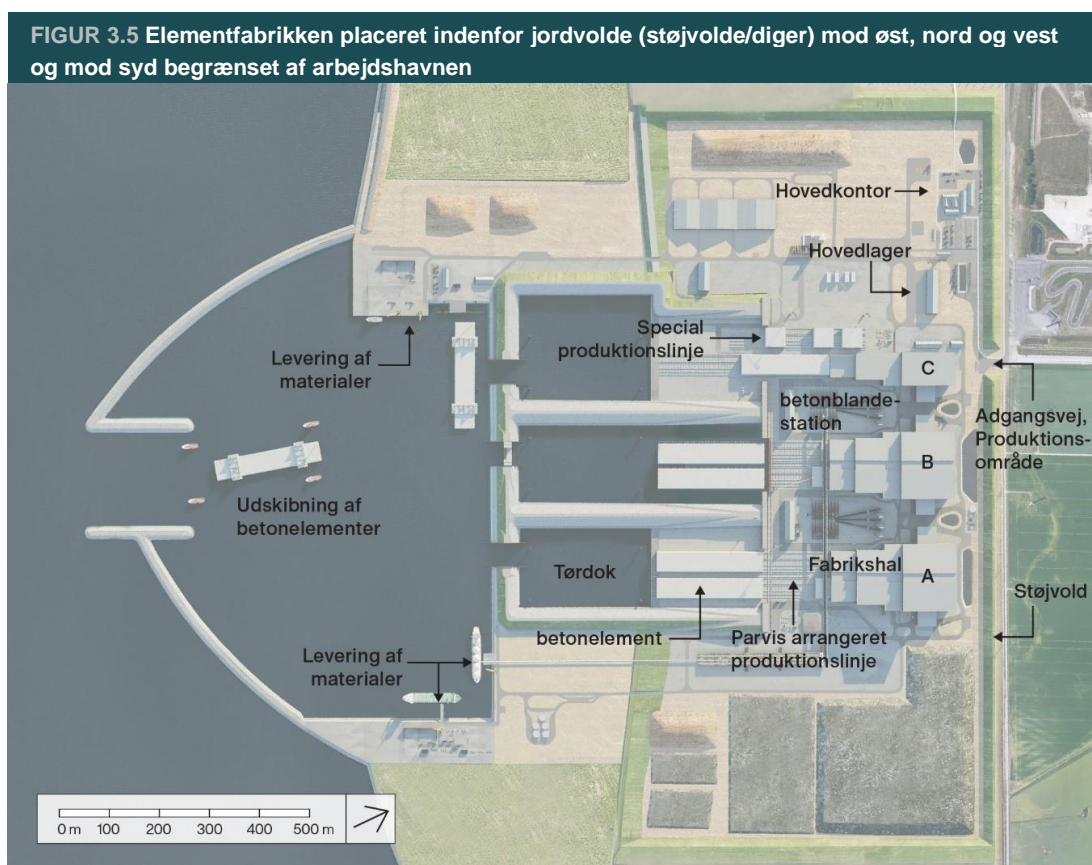 FIGUR 3.5 Elementfabrikken placeret indenfor jordvolde (støjvolde/diger) mod øst, nord og vest
og mod syd begrænset af arbejdshavnen
Hovedkontor
Hovedlager
Special
produktionslinje
Levering af
materialer
C
betonblande-
station
Adgangsvej,
Produktions-
område
B
Udskibning af
betonelementer
Tørdok
Fabrikshal
A
Støjvold
betonelement
Parvis arrangeret
produktionslinje
Levering af
materialer
0 m 100 200 300 400 500 m